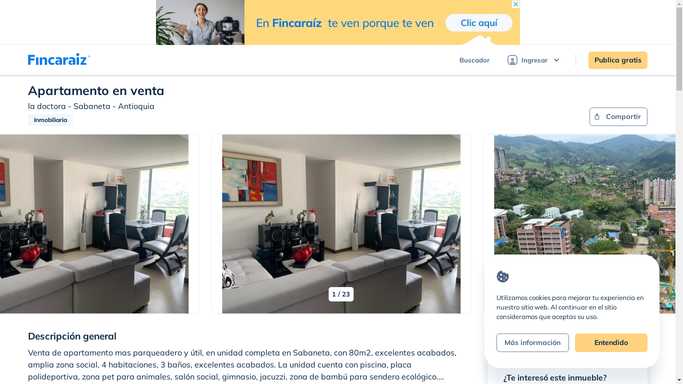 En Fincaraíz te ven porque te ven
Clic aquí
Fincaraíz
Buscador
Ingresar
Publica gratis
Apartamento en venta
la doctora - Sabaneta - Antioquia
Inmobiliaria
Compartir
1 / 23
Utilizamos cookies para mejorar tu experiencia en
nuestro sitio web. Al continuar en el sitio
consideramos que aceptas su uso.
Más información
Entendido
Descripción general
Venta de apartamento mas parqueadero y útil, en unidad completa en Sabaneta, con 80m2, excelentes acabados,
amplia zona social, 4 habitaciones, 3 baños, excelentes acabados. La unidad cuenta con piscina, placa
polideportiva, zona pet para animales, salón social, gimnasio, jacuzzi, zona de bambú para sendero ecológico....
¿Te interesó este inmueble?